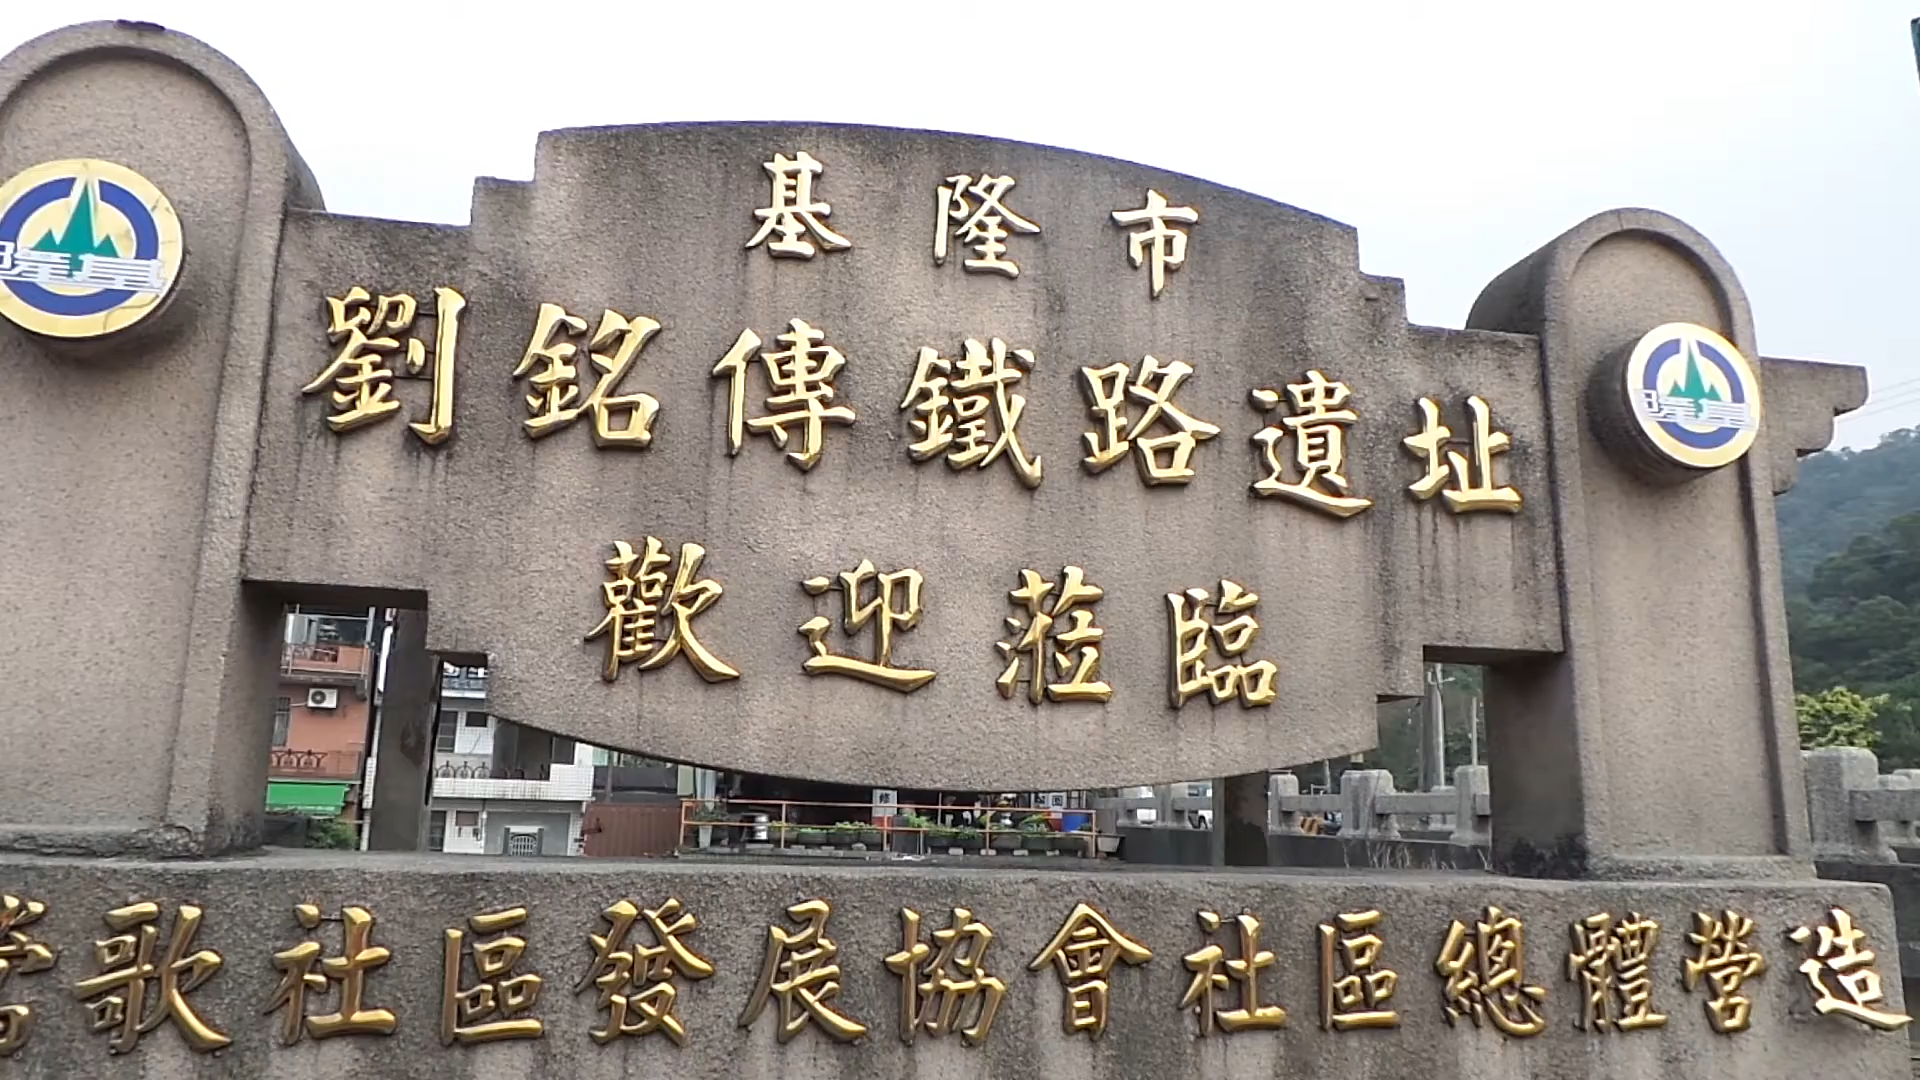 基隆市
劉銘傳鐵路遺址
歡迎蒞臨
鶯歌社區發展協會社區總體營造